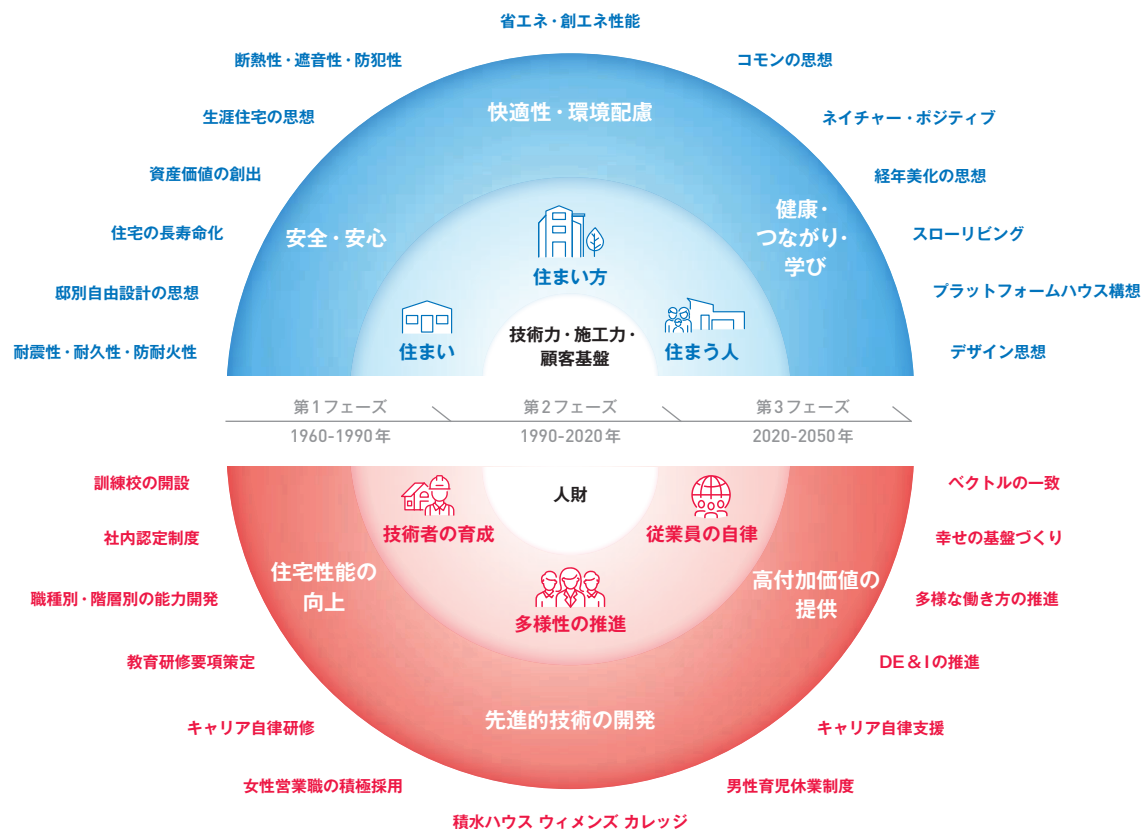 省エネ・創エネ性能
断熱性・遮音性・防犯性
コモンの思想
快適性・環境配慮
生涯住宅の思想
ネイチャー・ポジティブ
資産価値の創出
経年美化の思想
健康・
つながり・
学び
住宅の長寿命化
安全・安心
スローリビング
住まい方
邸別自由設計の思想
プラットフォームハウス構想
技術力・施工力・
顧客基盤
耐震性・耐久性・防耐火性
住まい
住まう人
デザイン思想
第1フェーズ
第2フェーズ
第3フェーズ
1960-1990年
1990-2020年
2020-2050年
訓練校の開設
人財
ベクトルの一致
社内認定制度
技術者の育成
従業員の自律
幸せの基盤づくり
住宅性能の
向上
高付加価値の
提供
職種別・階層別の能力開発
多様な働き方の推進
多様性の推進
教育研修要項策定
DE&Iの推進
先進的技術の開発
キャリア自律研修
キャリア自律支援
女性営業職の積極採用
男性育児休業制度
積水ハウス ウィメンズ カレッジ